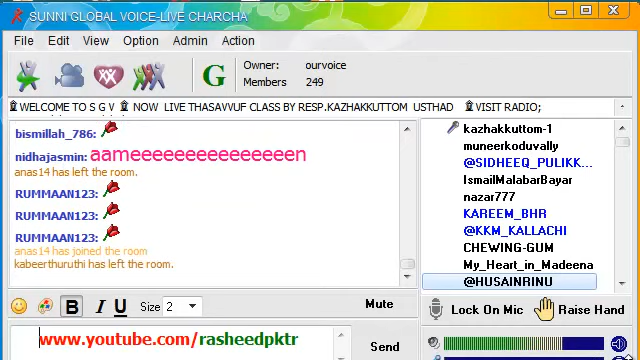 SUNNI GLOBAL VOICE-LIVE CHARCHA
File Edit View Option Admin Action
Owner: ourvoice
Members 249
WELCOME TO S G V NOW LIVE THASAVVUF CLASS BY RESP.KAZHAKKUTTOM USTHAD VISIT RADIO;
bismillah_786:
nidhajasmin: aameeeeeeeeeeeeeeen
anas14 has left the room.
RUMMAAN123:
RUMMAAN123:
RUMMAAN123:
anas14 has joined the room
kabeerthuruthi has left the room.
kazhakkuttom-1
muneerkoduvally
@SIDHEEQ_PULIKK...
IsmailMalabarBayar
nazar777
KAREEM_BHR
@KKM_KALLACHI
CHEWING-GUM
My_Heart_in_Madeena
@HUSAINRINU
B I U Size 2 Mute
Lock On Mic Raise Hand
www.youtube.com/rasheedpktr
Send
G